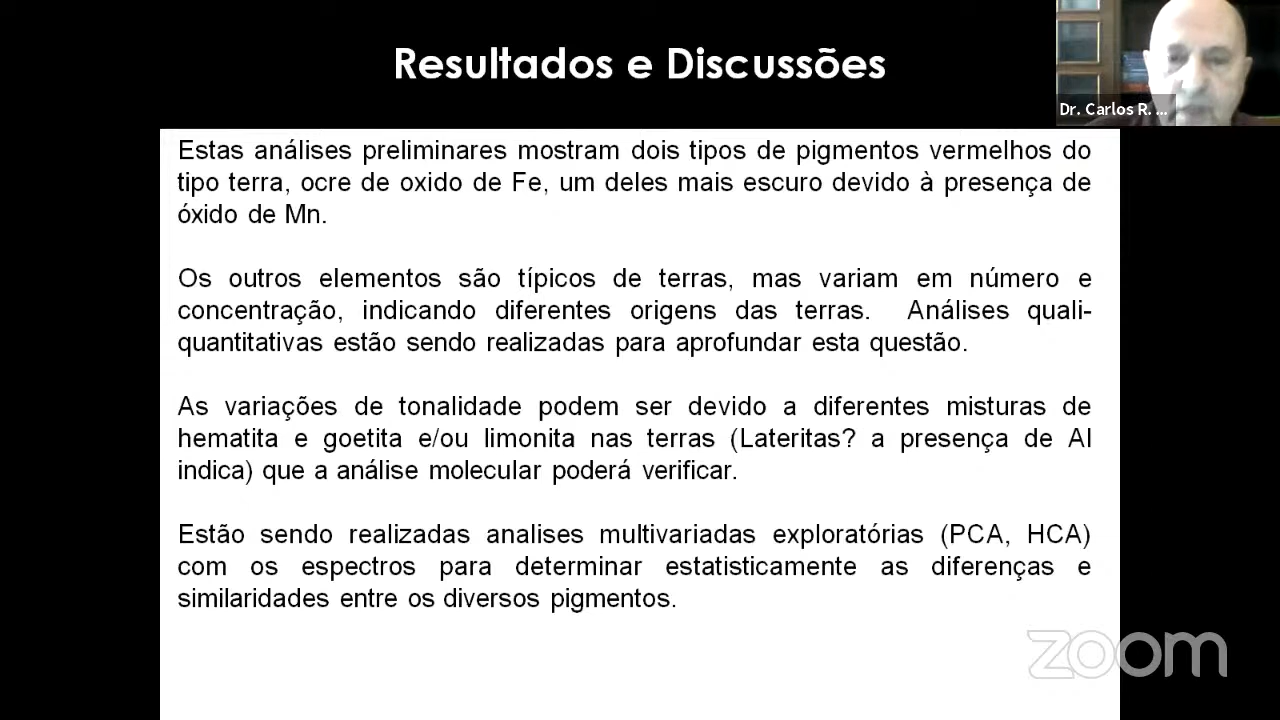 Resultados e Discussões
Dr. Carlos R. ...
Estas análises preliminares mostram dois tipos de pigmentos vermelhos do
tipo terra, ocre de oxido de Fe, um deles mais escuro devido à presença de
óxido de Mn.
Os outros elementos são típicos de terras, mas variam em número e
concentração, indicando diferentes origens das terras. Análises quali-
quantitativas estão sendo realizadas para aprofundar esta questão.
As variações de tonalidade podem ser devido a diferentes misturas de
hematita e goetita e/ou limonita nas terras (Lateritas? a presença de Al
indica) que a análise molecular poderá verificar.
Estão sendo realizadas analises multivariadas exploratórias (PCA, HCA)
com os espectros para determinar estatisticamente as diferenças e
similaridades entre os diversos pigmentos.
zoom